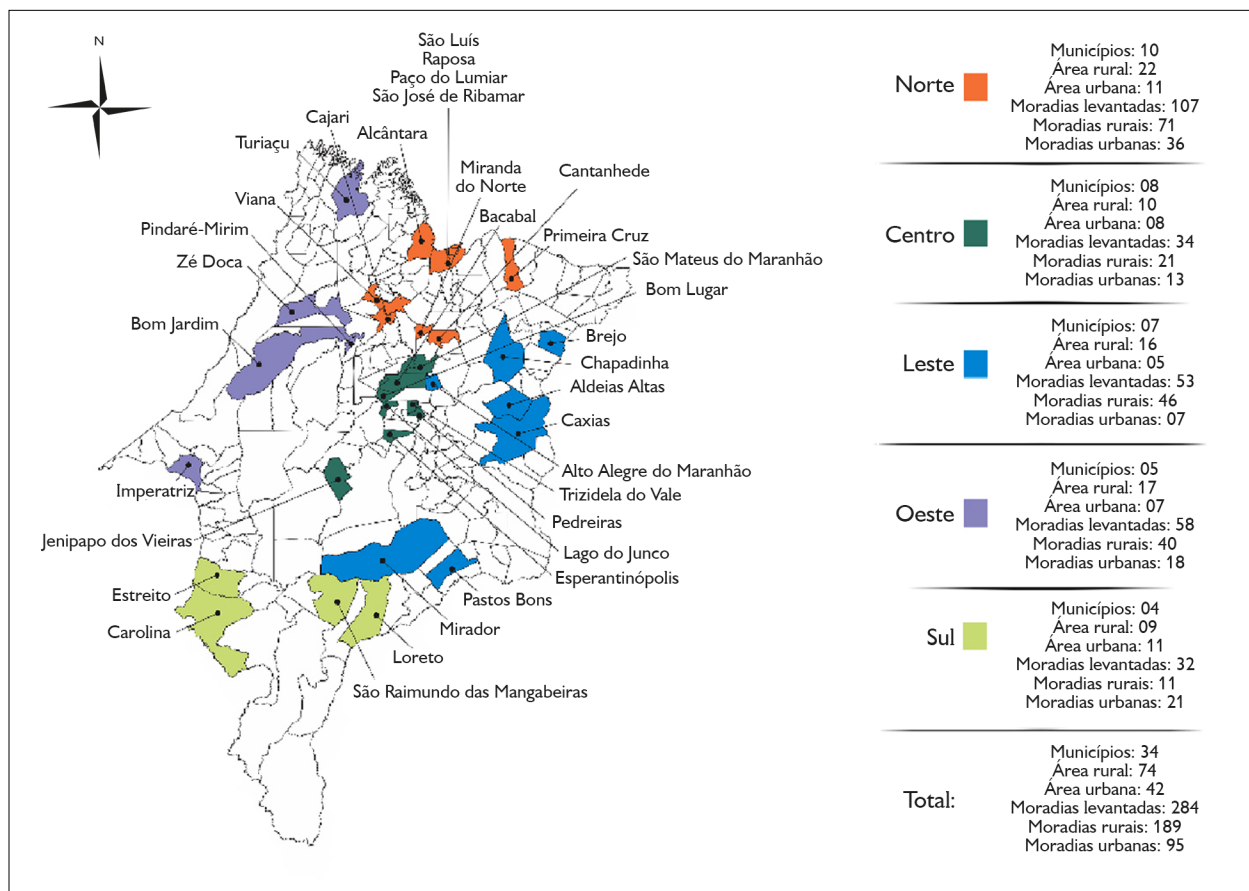 N
São Luís
Raposa
Paço do Lumiar
São José de Ribamar
Cajari
Alcântara
Turiaçu
Miranda
do Norte
Cantanhede
Viana
Bacabal
Pindaré-Mirim
Primeira Cruz
Zé Doca
São Mateus do Maranhão
Bom Lugar
Bom Jardim
Brejo
Chapadinha
Aldeias Altas
Caxias
Alto Alegre do Maranhão
Imperatriz
Trizidela do Vale
Pedreiras
Jenipapo dos Vieiras
Lago do Junco
Esperantinópolis
Estreito
Pastos Bons
Carolina
Mirador
Loreto
São Raimundo das Mangabeiras
Norte
Municípios: 10
Área rural: 22
Área urbana: 11
Moradias levantadas: 107
Moradias rurais: 71
Moradias urbanas: 36
Centro
Municípios: 08
Área rural: 10
Área urbana: 08
Moradias levantadas: 34
Moradias rurais: 21
Moradias urbanas: 13
Leste
Municípios: 07
Área rural: 16
Área urbana: 05
Moradias levantadas: 53
Moradias rurais: 46
Moradias urbanas: 07
Oeste
Municípios: 05
Área rural: 17
Área urbana: 07
Moradias levantadas: 58
Moradias rurais: 40
Moradias urbanas: 18
Sul
Municípios: 04
Área rural: 09
Área urbana: 11
Moradias levantadas: 32
Moradias rurais: 11
Moradias urbanas: 21
Total:
Municípios: 34
Área rural: 74
Área urbana: 42
Moradias levantadas: 284
Moradias rurais: 189
Moradias urbanas: 95